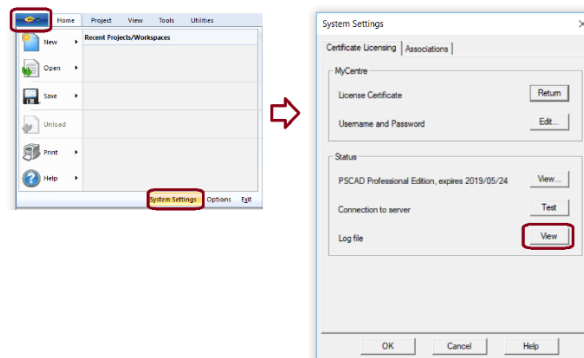 Home Project View Tools Utilities
New
Recent Projects/Workspaces
Open
Save
Unload
Print
Help
System Settings Options Exit
System Settings
Certificate Licensing Associations
MyCentre
License Certificate Return
Username and Password Edit...
Status
PSCAD Professional Edition, expires 2019/05/24 View...
Connection to server Test
Log file View
OK Cancel Help